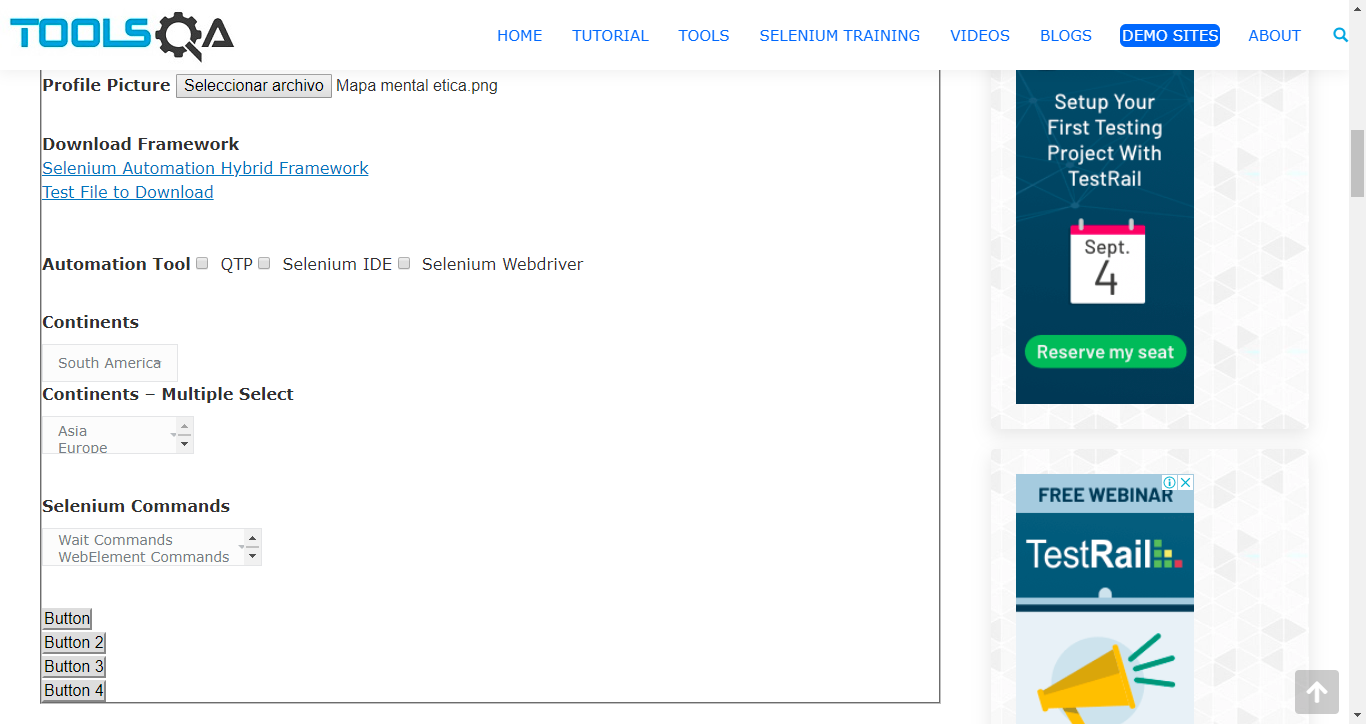 TOOLSQA
HOME TUTORIAL TOOLS SELENIUM TRAINING VIDEOS BLOGS DEMO SITES ABOUT
Profile Picture Seleccionar archivo Mapa mental etica.png
Download Framework
Selenium Automation Hybrid Framework
Test File to Download
Automation Tool QTP Selenium IDE Selenium Webdriver
Continents
South America
Continents – Multiple Select
Asia
Europe
Selenium Commands
Wait Commands
WebElement Commands
Button
Button 2
Button 3
Button 4
Setup Your
First Testing
Project With
TestRail
Sept.
4
Reserve my seat
FREE WEBINAR
TestRail